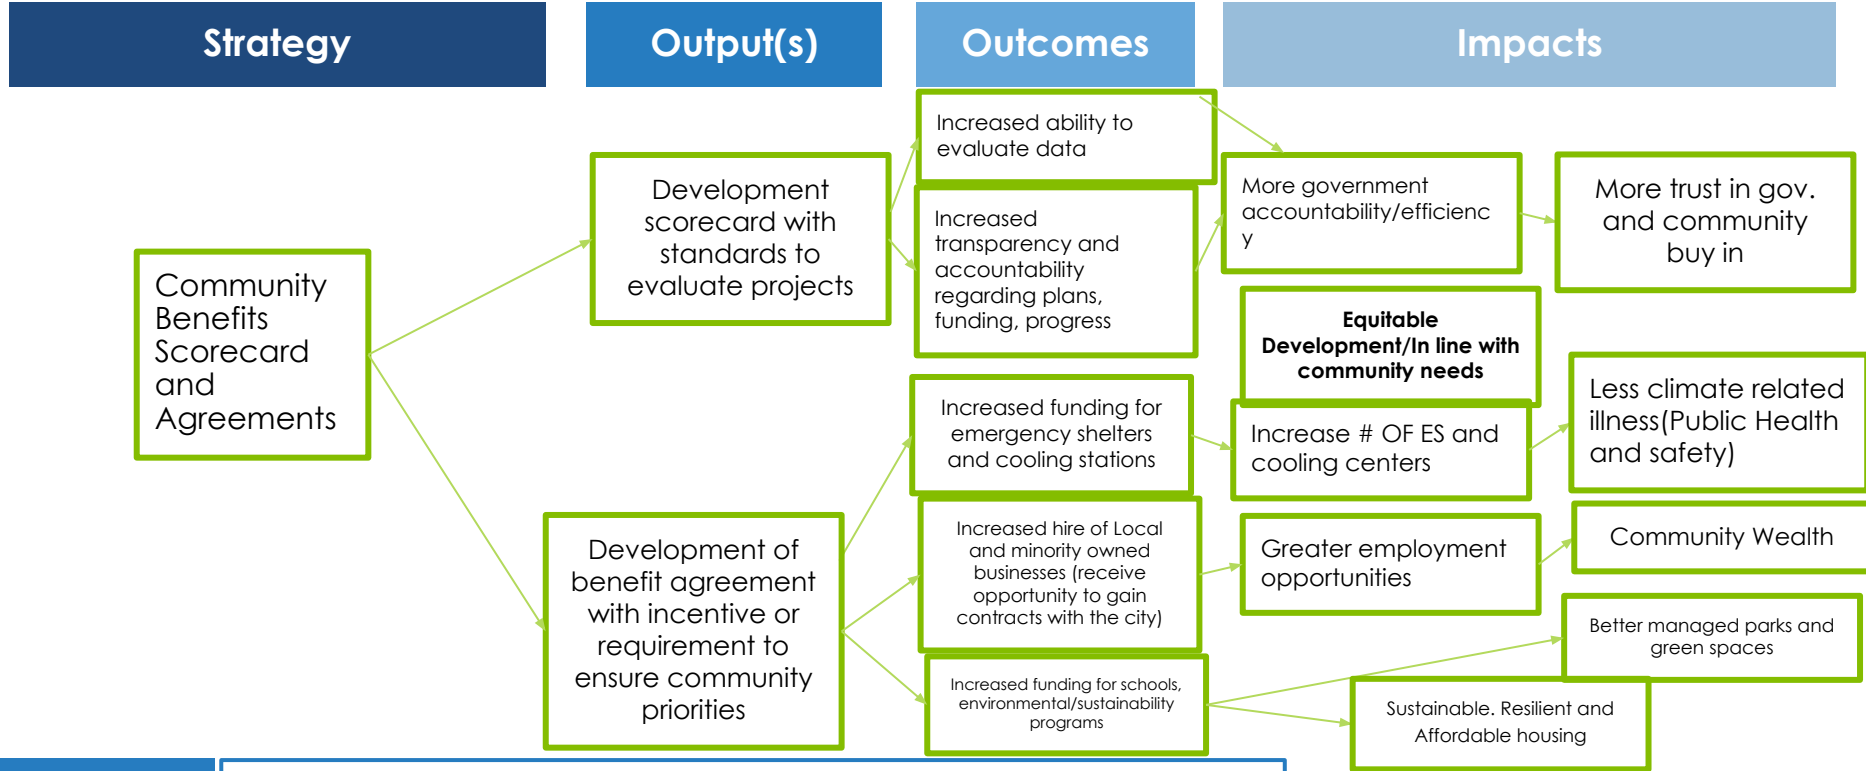 Strategy
Output(s)
Outcomes
Impacts
Community
Benefits
Scorecard
and
Agreements
Development
scorecard with
standards to
evaluate projects
Development of
benefit agreement
with incentive or
requirement to
ensure community
priorities
Increased ability to
evaluate data
Increased
transparency and
accountability
regarding plans,
funding, progress
Increased funding for
emergency shelters
and cooling stations
Increased hire of Local
and minority owned
businesses (receive
opportunity to gain
contracts with the city)
Increased funding for schools,
environmental/sustainability
programs
More government
accountability/efficienc
y
Equitable
Development/In line with
community needs
Increase # OF ES and
cooling centers
Greater employment
opportunities
Sustainable. Resilient and
Affordable housing
More trust in gov.
and community
buy in
Less climate related
illness(Public Health
and safety)
Community Wealth
Better managed parks and
green spaces